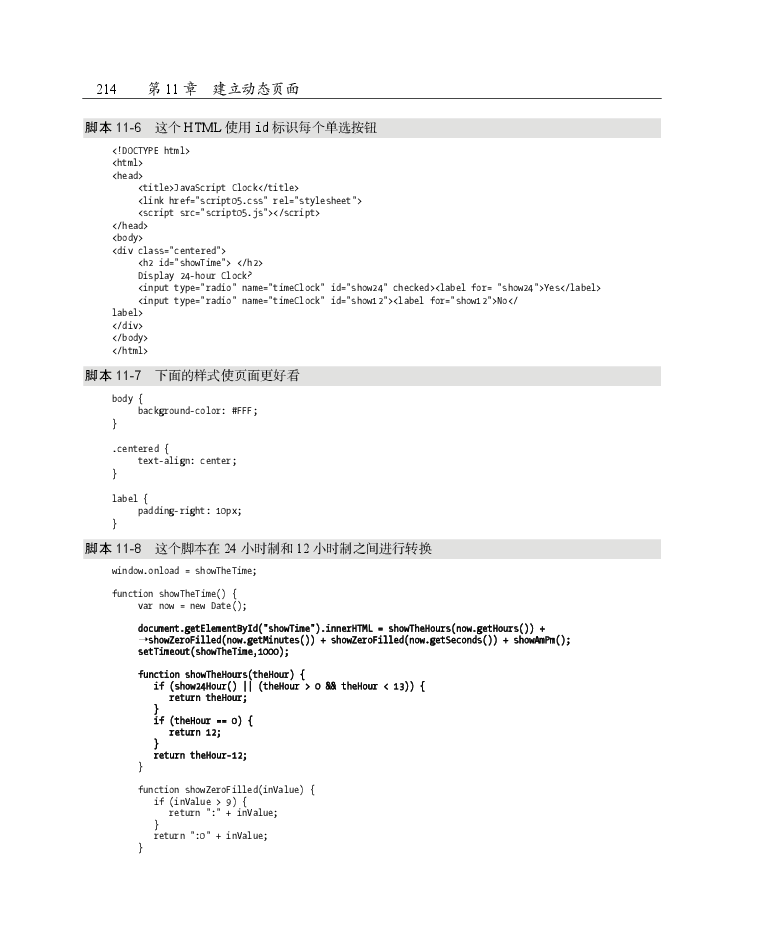 214 第 11 章 建立动态页面
脚本 11-6 这个 HTML 使用 id 标识每个单选按钮
<!DOCTYPE html>
<html>
<head>
<title>JavaScript Clock</title>
<link href="script05.css" rel="stylesheet">
<script src="script05.js"></script>
</head>
<body>
<div class="centered">
<h2 id="showTime"> </h2>
Display 24-hour Clock?
<input type="radio" name="timeClock" id="show24" checked><label for= "show24">Yes</label>
<input type="radio" name="timeClock" id="show12"><label for="show12">No</
label>
</div>
</body>
</html>
脚本 11-7 下面的样式使页面更好看
body {
background-color: #FFF;
}
.centered {
text-align: center;
}
label {
padding-right: 10px;
}
脚本 11-8 这个脚本在 24 小时制和 12 小时制之间进行转换
window.onload = showTheTime;
function showTheTime() {
var now = new Date();
document.getElementById("showTime").innerHTML = showTheHours(now.getHours()) +
→showZeroFilled(now.getMinutes()) + showZeroFilled(now.getSeconds()) + showAmPm();
setTimeout(showTheTime,1000);
function showTheHours(theHour) {
if (show24Hour() || (theHour > 0 && theHour < 13)) {
return theHour;
}
if (theHour == 0) {
return 12;
}
return theHour-12;
}
function showZeroFilled(inValue) {
if (inValue > 9) {
return ":" + inValue;
}
return ":0" + inValue;
}